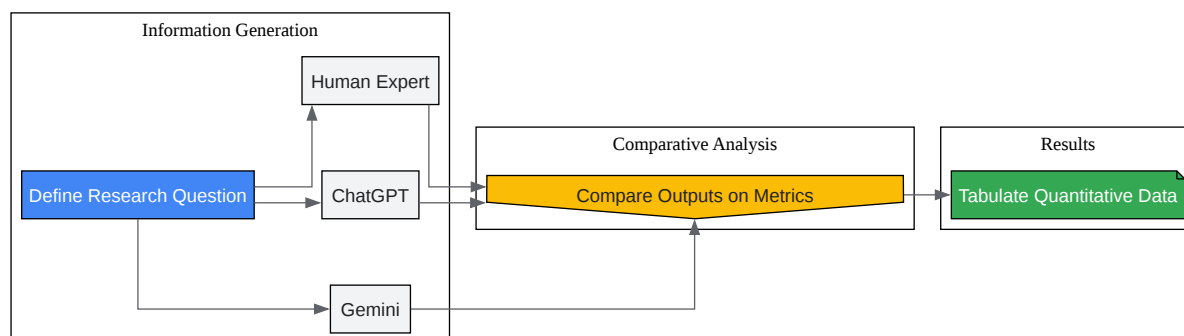 Information Generation
Human Expert
Define Research Question
ChatGPT
Gemini
Comparative Analysis
Compare Outputs on Metrics
Results
Tabulate Quantitative Data